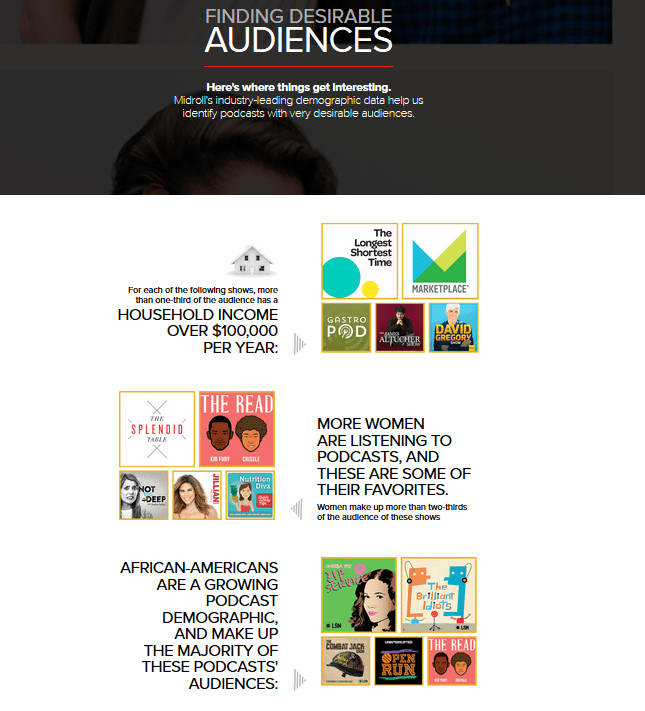 FINDING DESIRABLE
AUDIENCES
Here's where things get interesting.
Midroll's industry-leading demographic data help us
identify podcasts with very desirable audiences.
For each of the following shows, more
than one-third of the audience has a
HOUSEHOLD INCOME
OVER $100,000
PER YEAR:
The
Longest
Shortest
Time
MARKETPLACE
GASTRO
POD
THE JAMES
ALTUCHER
SHOW
DAVID
GREGORY
SHOW
THE
SPLENDID
TABLE
THE READ
KID FURY CRISSLE
NOT
DEEP
JILLIAN
Nutrition
Diva
MORE WOMEN
ARE LISTENING TO
PODCASTS, AND
THESE ARE SOME OF
THEIR FAVORITES.
Women make up more than two-thirds
of the audience of these shows
AFRICAN-AMERICANS
ARE A GROWING
PODCAST
DEMOGRAPHIC,
AND MAKE UP
THE MAJORITY OF
THESE PODCASTS'
AUDIENCES:
LIP
SERVICE
LSN
The
Brilliant
Idiots
LSN
THE
COMBAT JACK
UNINTERRUPTED
OPEN
RUN
THE READ
KID FURY CRISSLE